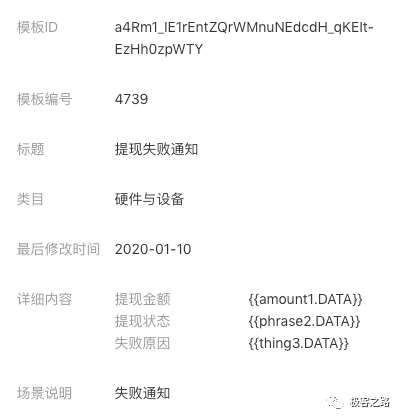 模板ID a4Rm1_IE1rEntZQrWMnuNEdcdH_qKEIt-
EzHh0zpWTY
模板编号 4739
标题 提现失败通知
类目 硬件与设备
最后修改时间 2020-01-10
详细内容 提现金额 {{amount1.DATA}}
提现状态 {{phrase2.DATA}}
失败原因 {{thing3.DATA}}
场景说明 失败通知
极客之路